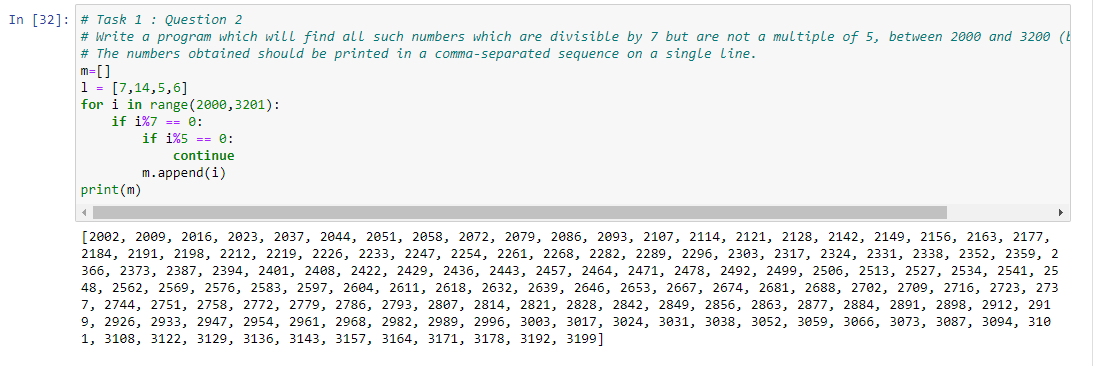 In [32]: # Task 1 : Question 2
# Write a program which will find all such numbers which are divisible by 7 but are not a multiple of 5, between 2000 and 3200 (
# The numbers obtained should be printed in a comma-separated sequence on a single line.
m=[]
l = [7,14,5,6]
for i in range(2000,3201):
    if i%7 == 0:
        if i%5 == 0:
            continue
        m.append(i)
print(m)
[2002, 2009, 2016, 2023, 2037, 2044, 2051, 2058, 2072, 2079, 2086, 2093, 2107, 2114, 2121, 2128, 2142, 2149, 2156, 2163, 2177,
2184, 2191, 2198, 2212, 2219, 2226, 2233, 2247, 2254, 2261, 2268, 2282, 2289, 2296, 2303, 2317, 2324, 2331, 2338, 2352, 2359, 2
366, 2373, 2387, 2394, 2401, 2408, 2422, 2429, 2436, 2443, 2457, 2464, 2471, 2478, 2492, 2499, 2506, 2513, 2527, 2534, 2541, 25
48, 2562, 2569, 2576, 2583, 2597, 2604, 2611, 2618, 2632, 2639, 2646, 2653, 2667, 2674, 2681, 2688, 2702, 2709, 2716, 2723, 273
7, 2744, 2751, 2758, 2772, 2779, 2786, 2793, 2807, 2814, 2821, 2828, 2842, 2849, 2856, 2863, 2877, 2884, 2891, 2898, 2912, 291
9, 2926, 2933, 2947, 2954, 2961, 2968, 2982, 2989, 2996, 3003, 3017, 3024, 3031, 3038, 3052, 3059, 3066, 3073, 3087, 3094, 310
1, 3108, 3122, 3129, 3136, 3143, 3157, 3164, 3171, 3178, 3192, 3199]